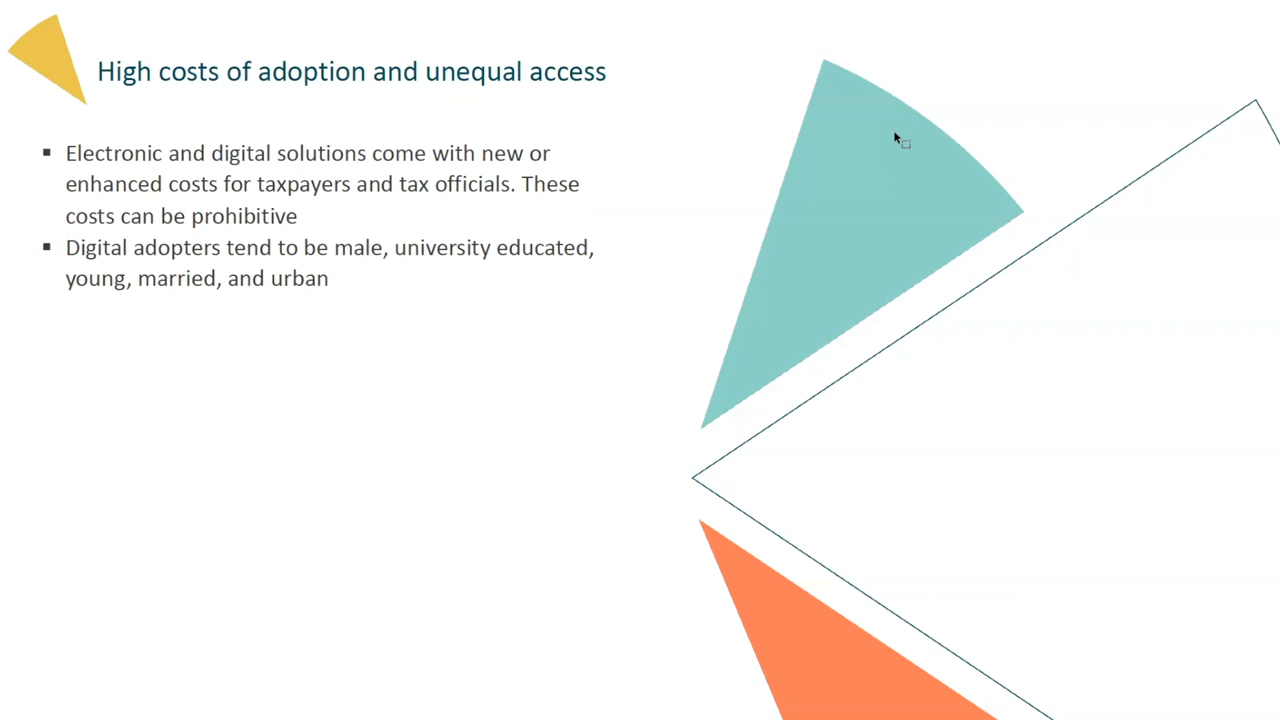 High costs of adoption and unequal access
▪ Electronic and digital solutions come with new or
enhanced costs for taxpayers and tax officials. These
costs can be prohibitive
▪ Digital adopters tend to be male, university educated,
young, married, and urban